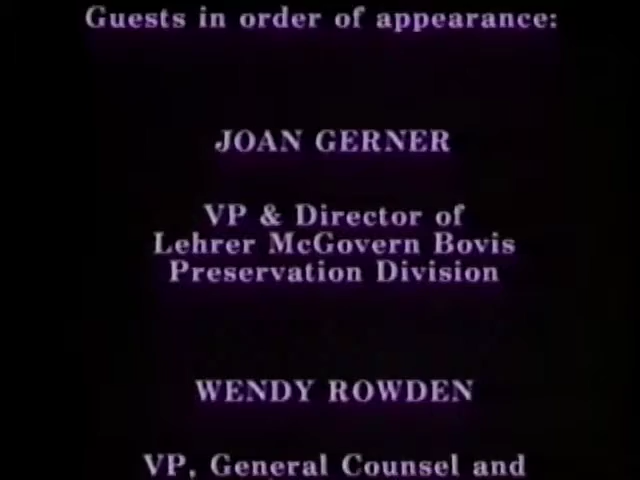 Guests in order of appearance:
JOAN GERNER
VP & Director of
Lehrer McGovern Bovis
Preservation Division
WENDY ROWDEN
VP, General Counsel and